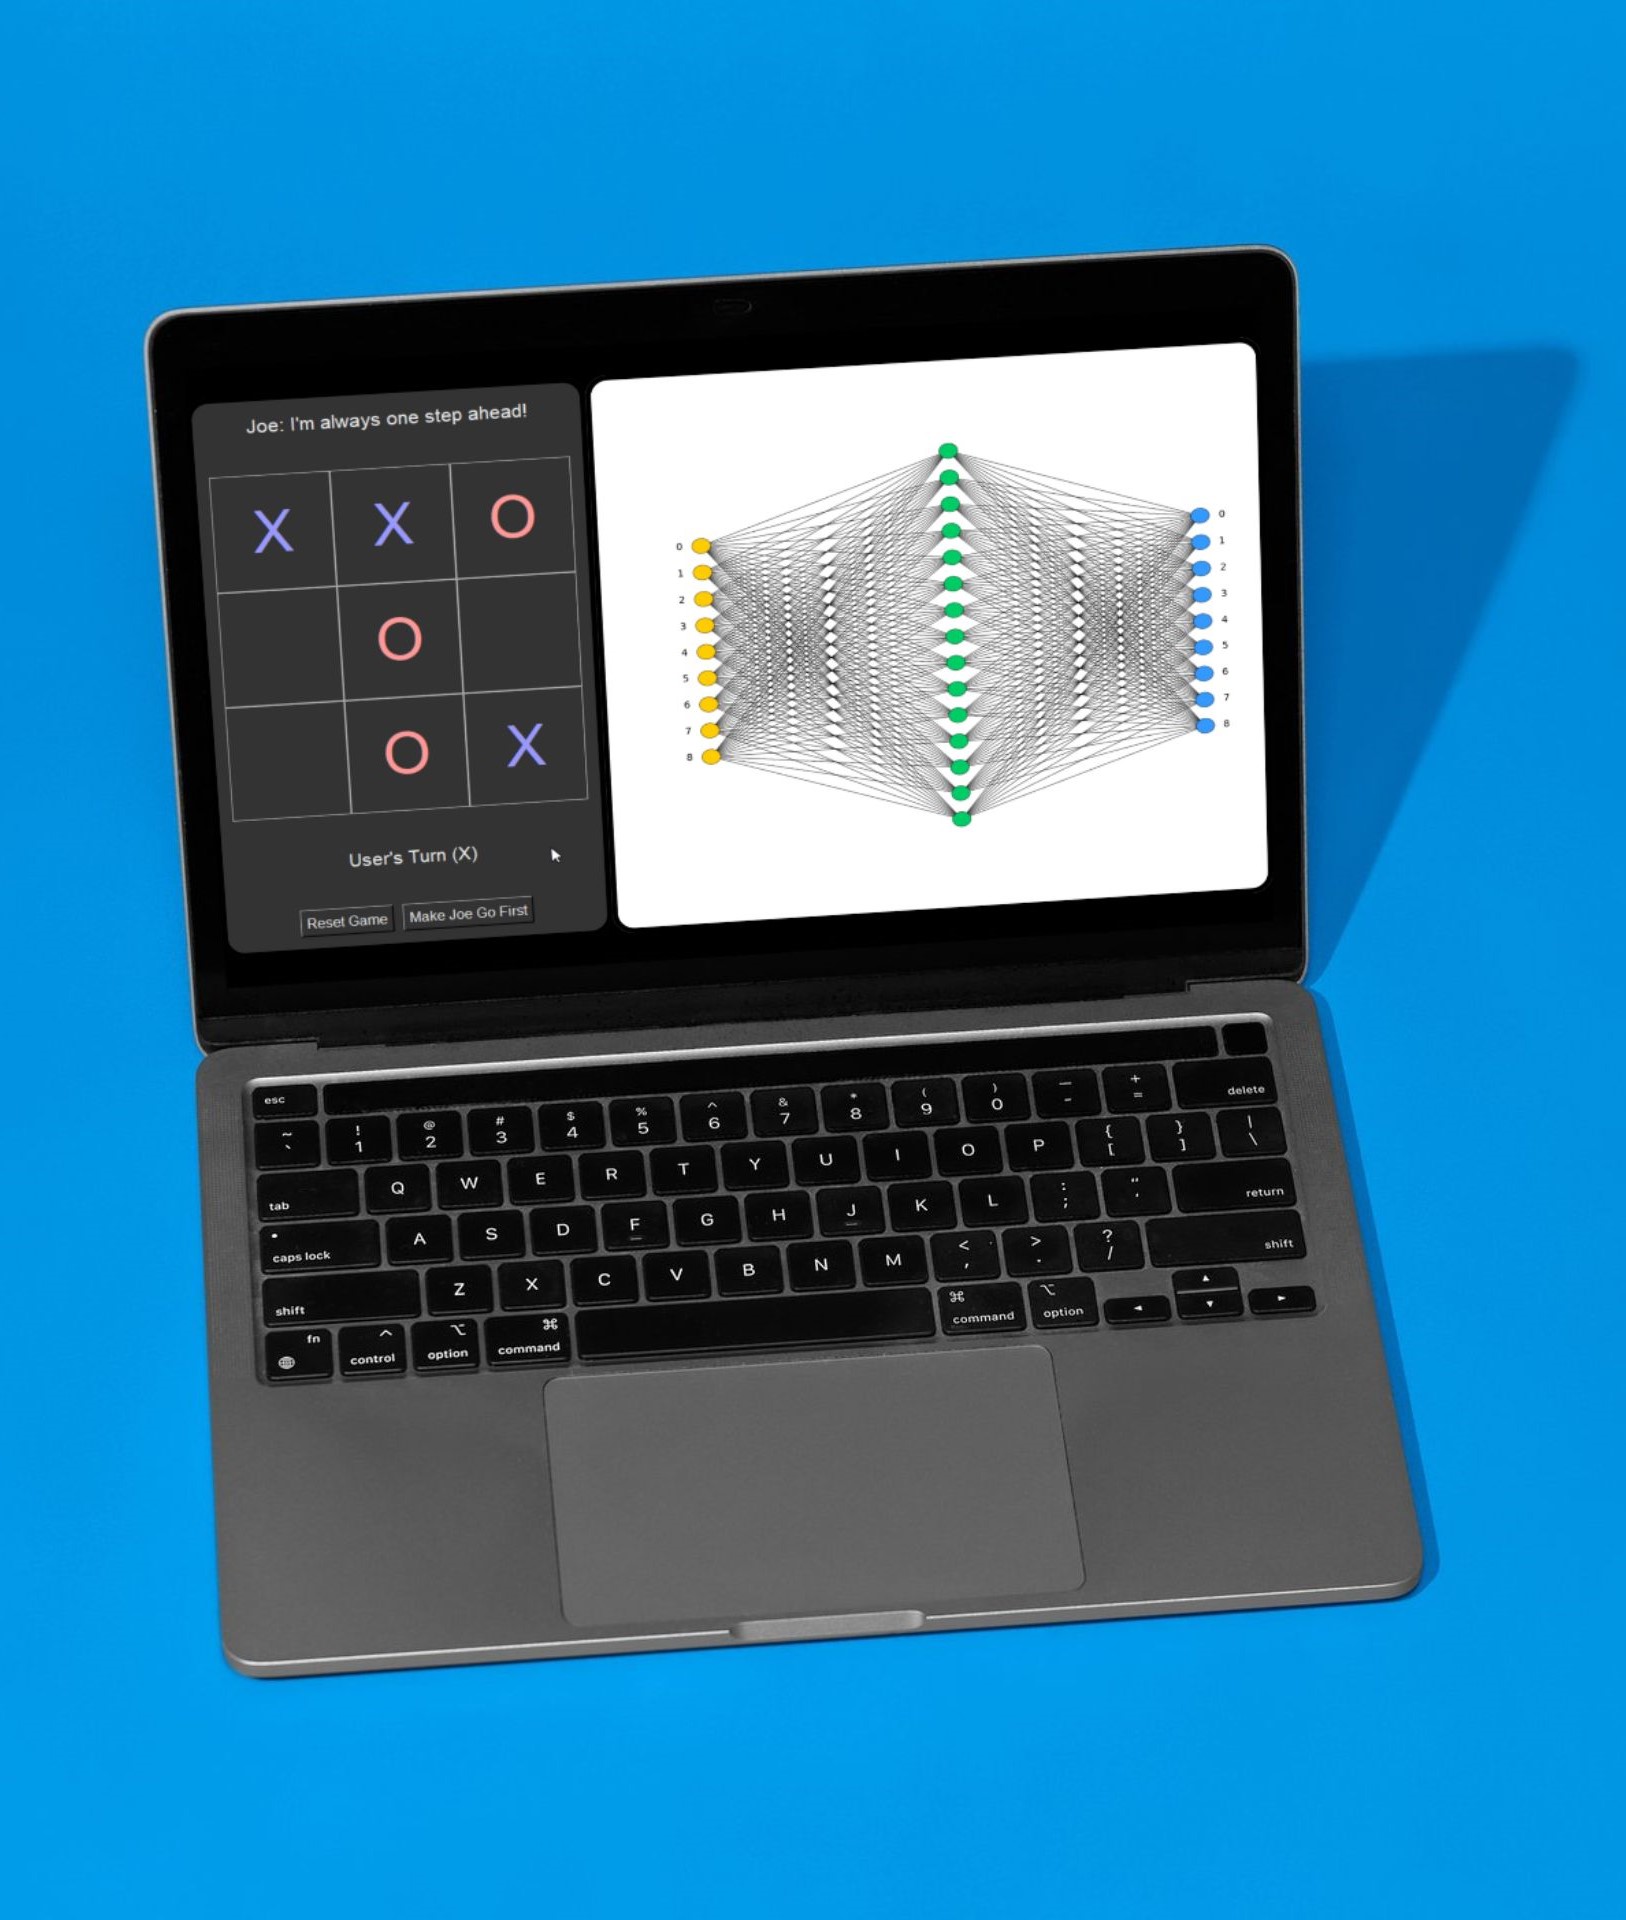 Joe: I'm always one step ahead!
X X O
O
O X
User's Turn (X)
Reset Game Make Joe Go First
0
1
2
3
4
5
6
7
8
0
1
2
3
4
5
6
7
8
esc
~ ! @ # $ % ^ & * ( ) — +
` 1 2 3 4 5 6 7 8 9 0 - = delete
tab Q W E R T Y U I O P { [ } ] | \
caps lock A S D F G H J K L : ; “ ‘ return
shift Z X C V B N M < , > . ? / shift
fn ^ control ⌥ option ⌘ command ⌘ command ⌥ option ◄ ▲ ▼ ►